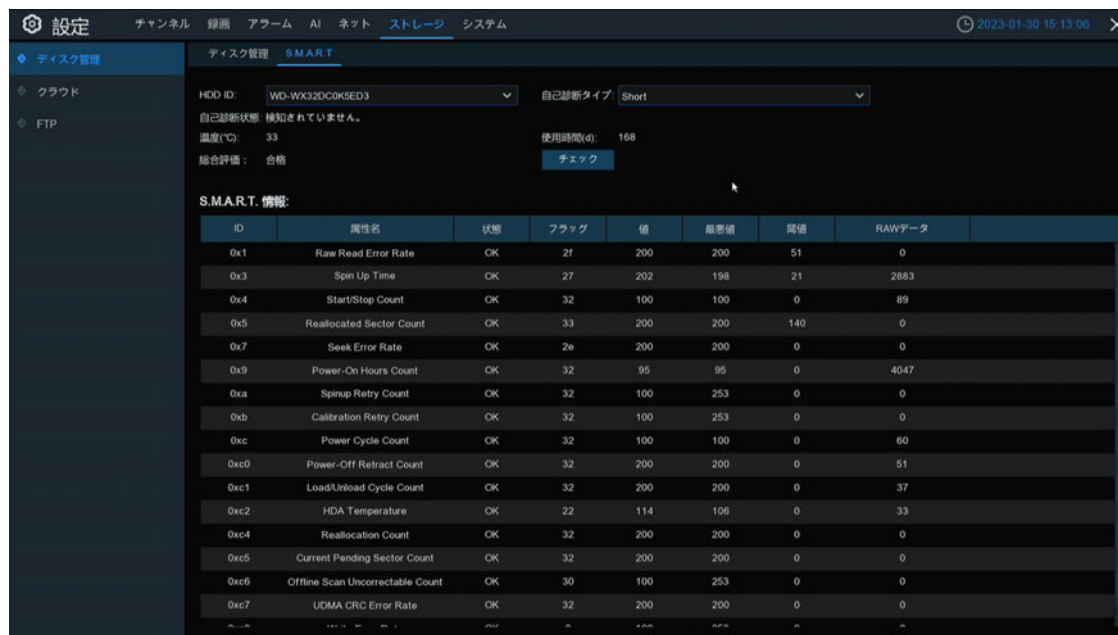 設定 チャンネル 録画 アラーム AI ネット ストレージ システム 2023-01-30 15:13:06
ディスク管理
クラウド
FTP
ディスク管理 S.M.A.R.T
HDD ID: WD-WX32DC0K5ED3 自己診断タイプ: Short
自己診断状態: 検知されていません。
温度(℃): 33 使用時間(d): 168
総合評価: 合格 チェック
S.M.A.R.T. 情報:
ID 属性名 状態 フラッグ 値 最悪値 閾値 RAWデータ
0x1 Raw Read Error Rate OK 2f 200 200 51 0
0x3 Spin Up Time OK 27 202 198 21 2883
0x4 Start/Stop Count OK 32 100 100 0 89
0x5 Reallocated Sector Count OK 33 200 200 140 0
0x7 Seek Error Rate OK 2e 200 200 0 0
0x9 Power-On Hours Count OK 32 95 95 0 4047
0xa Spinup Retry Count OK 32 100 253 0 0
0xb Calibration Retry Count OK 32 100 253 0 0
0xc Power Cycle Count OK 32 100 100 0 60
0xc0 Power-Off Retract Count OK 32 200 200 0 51
0xc1 Load/Unload Cycle Count OK 32 200 200 0 37
0xc2 HDA Temperature OK 22 114 106 0 33
0xc4 Reallocation Count OK 32 200 200 0 0
0xc5 Current Pending Sector Count OK 32 200 200 0 0
0xc6 Offline Scan Uncorrectable Count OK 30 100 253 0 0
0xc7 UDMA CRC Error Rate OK 32 200 200 0 0